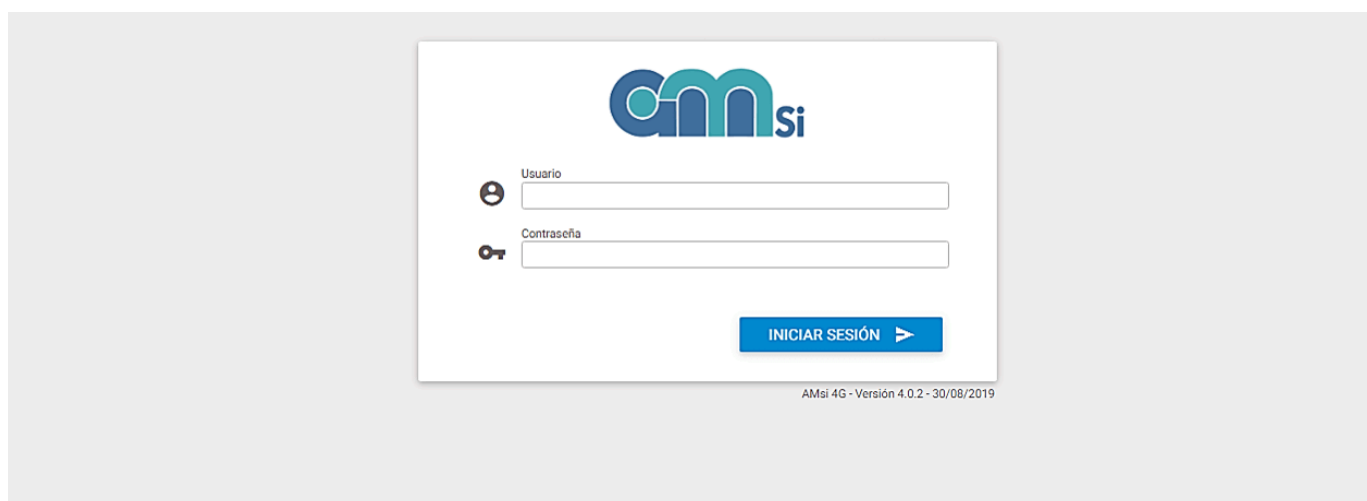 aMSi
Usuario
Contraseña
INICIAR SESIÓN
AMsi 4G - Versión 4.0.2 - 30/08/2019